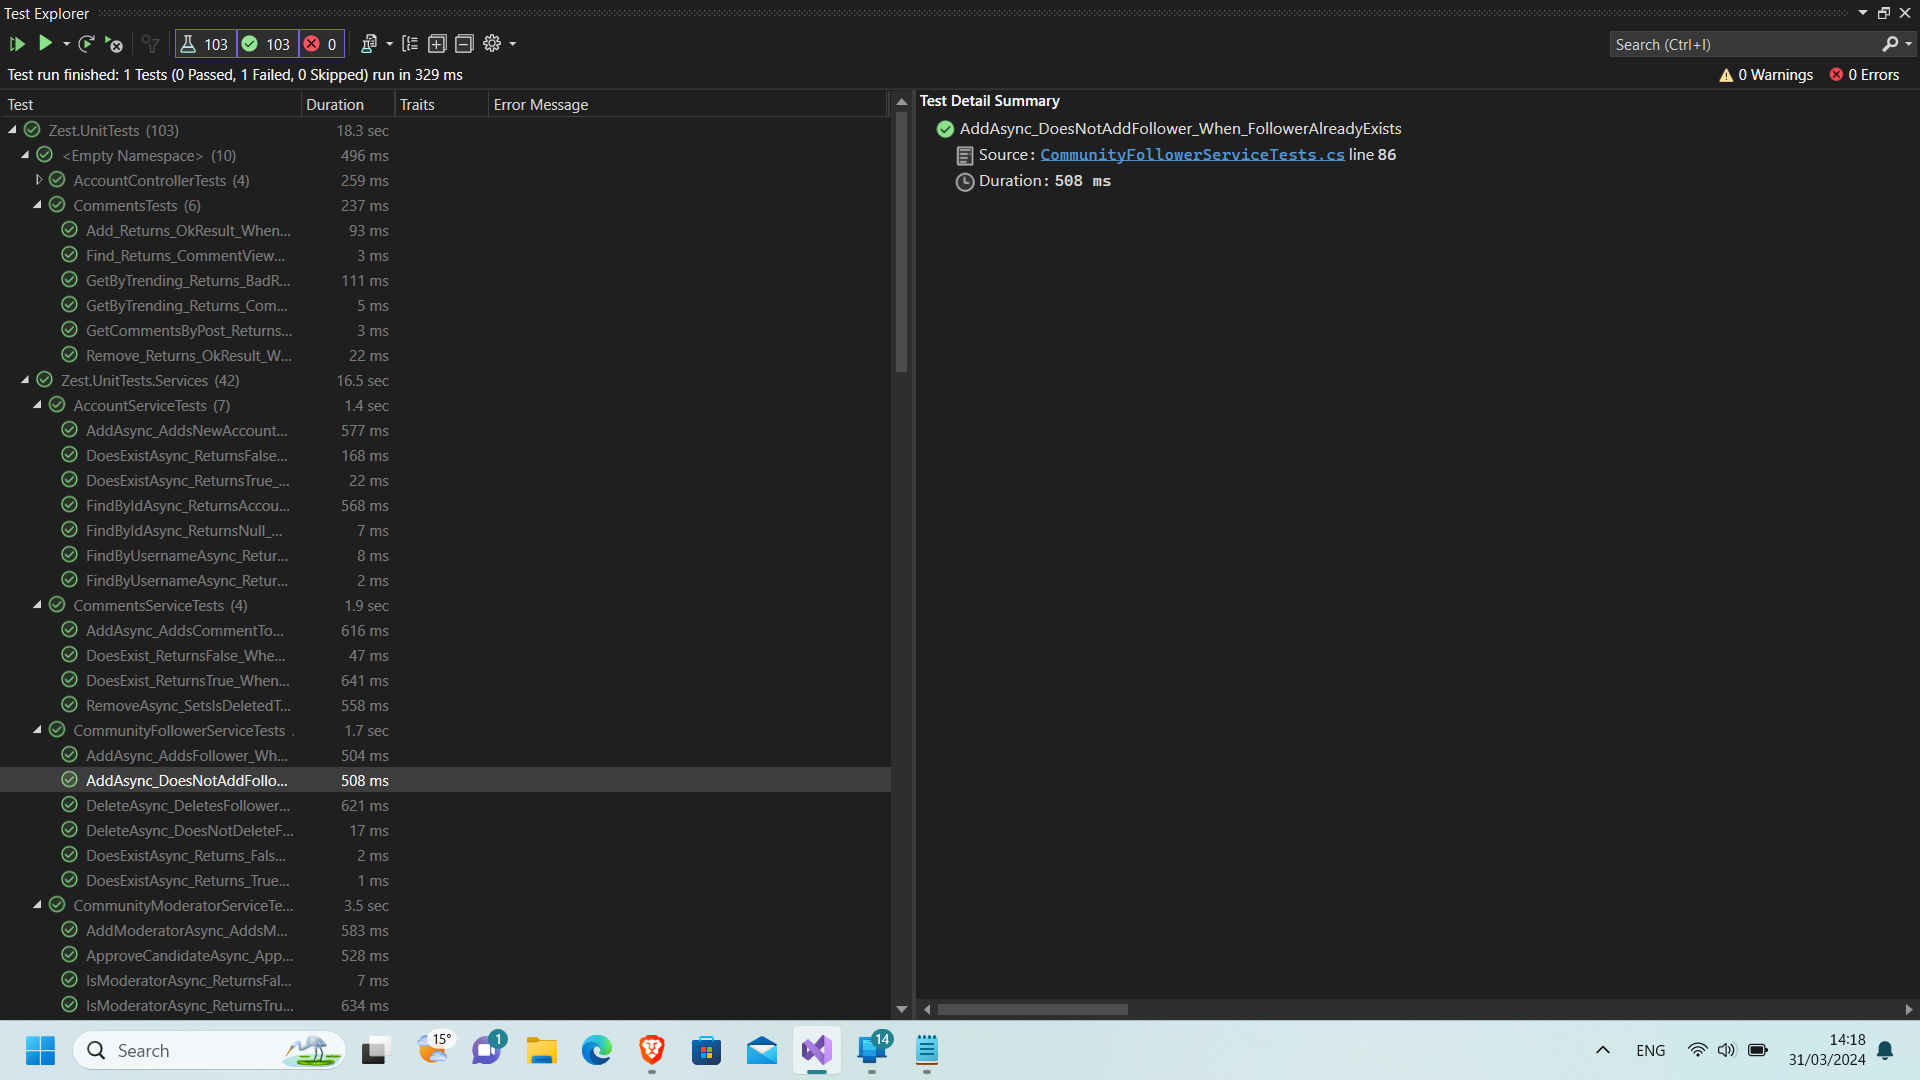 Test Explorer
103 103 0
Search (Ctrl+I)
Test run finished: 1 Tests (0 Passed, 1 Failed, 0 Skipped) run in 329 ms
0 Warnings 0 Errors
Test Duration Traits Error Message
Zest.UnitTests (103) 18.3 sec
<Empty Namespace> (10) 496 ms
AccountControllerTests (4) 259 ms
CommentsTests (6) 237 ms
Add_Returns_OkResult_When... 93 ms
Find_Returns_CommentView... 3 ms
GetByTrending_Returns_BadR... 111 ms
GetByTrending_Returns_Com... 5 ms
GetCommentsByPost_Returns... 3 ms
Remove_Returns_OkResult_W... 22 ms
Zest.UnitTests.Services (42) 16.5 sec
AccountServiceTests (7) 1.4 sec
AddAsync_AddsNewAccount... 577 ms
DoesExistAsync_ReturnsFalse... 168 ms
DoesExistAsync_ReturnsTrue_... 22 ms
FindByIdAsync_ReturnsAccou... 568 ms
FindByIdAsync_ReturnsNull_... 7 ms
FindByUsernameAsync_Retur... 8 ms
FindByUsernameAsync_Retur... 2 ms
CommentsServiceTests (4) 1.9 sec
AddAsync_AddsCommentTo... 616 ms
DoesExist_ReturnsFalse_Whe... 47 ms
DoesExist_ReturnsTrue_When... 641 ms
RemoveAsync_SetsIsDeletedT... 558 ms
CommunityFollowerServiceTests . 1.7 sec
AddAsync_AddsFollower_Wh... 504 ms
AddAsync_DoesNotAddFollo... 508 ms
DeleteAsync_DeletesFollower... 621 ms
DeleteAsync_DoesNotDeleteF... 17 ms
DoesExistAsync_Returns_Fals... 2 ms
DoesExistAsync_Returns_True... 1 ms
CommunityModeratorServiceTe... 3.5 sec
AddModeratorAsync_AddsM... 583 ms
ApproveCandidateAsync_App... 528 ms
IsModeratorAsync_ReturnsFal... 7 ms
IsModeratorAsync_ReturnsTru... 634 ms
Test Detail Summary
AddAsync_DoesNotAddFollower_When_FollowerAlreadyExists
Source: CommunityFollowerServiceTests.cs line 86
Duration: 508 ms
Search
15°
1
14
ENG
14:18
31/03/2024